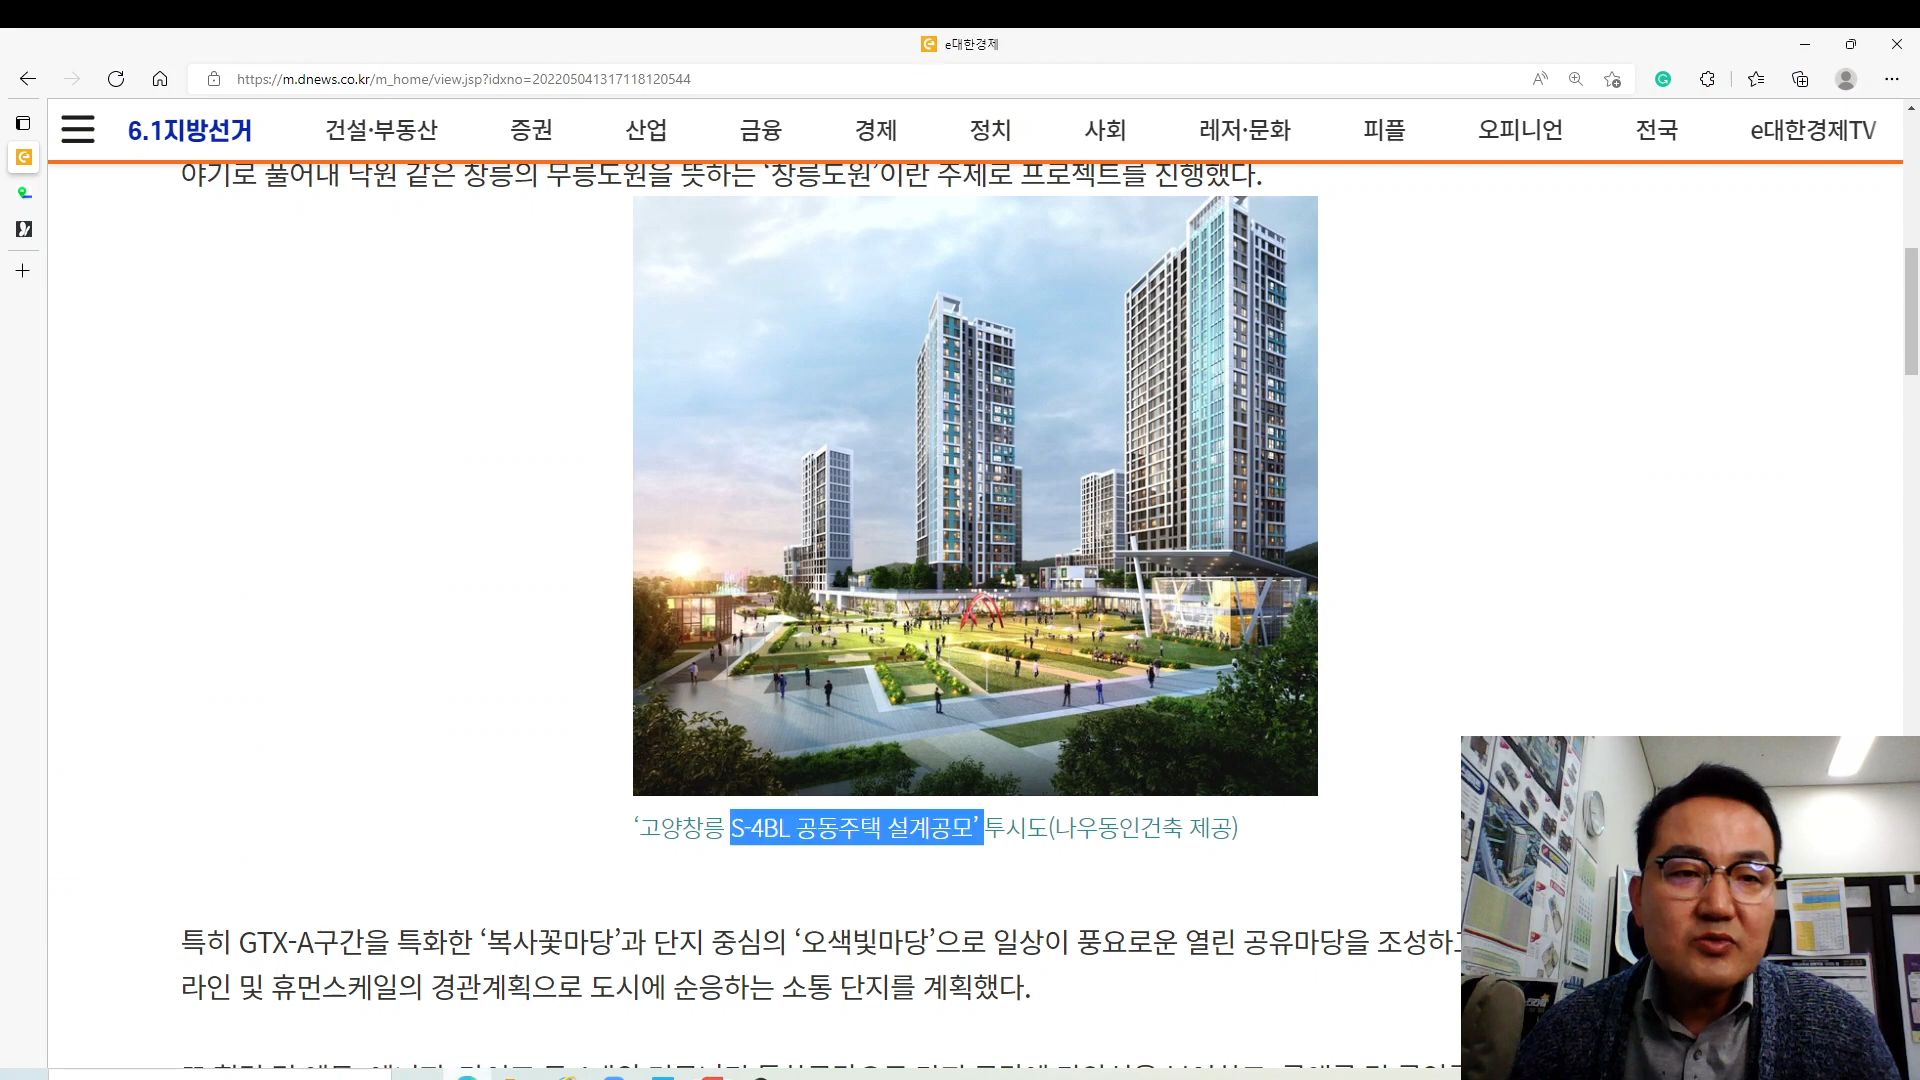 e대한경제
https://m.dnews.co.kr/m_home/view.jsp?idxno=202205041317118120544
6.1지방선거 건설·부동산 증권 산업 금융 경제 정치 사회 레저·문화 피플 오피니언 전국 e대한경제TV
야기로 풀어내 낙원 같은 창릉의 무릉도원을 뜻하는 ‘창릉도원’이란 주제로 프로젝트를 진행했다.
‘고양창릉 S-4BL 공동주택 설계공모’ 투시도(나우동인건축 제공)
특히 GTX-A구간을 특화한 ‘복사꽃마당’과 단지 중심의 ‘오색빛마당’으로 일상이 풍요로운 열린 공유마당을 조성하고
라인 및 휴먼스케일의 경관계획으로 도시에 순응하는 소통 단지를 계획했다.